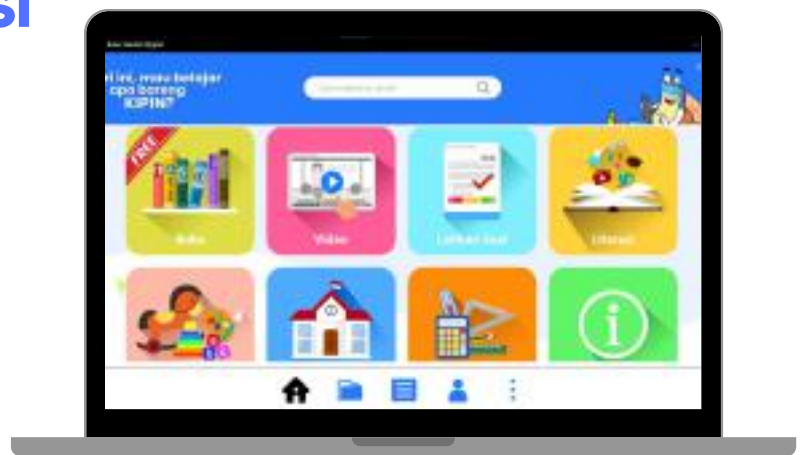 si
i ini, mau belajar
apa bareng
KIPIN?
FREE
Buku
Video
Latihan Soal
Literasi